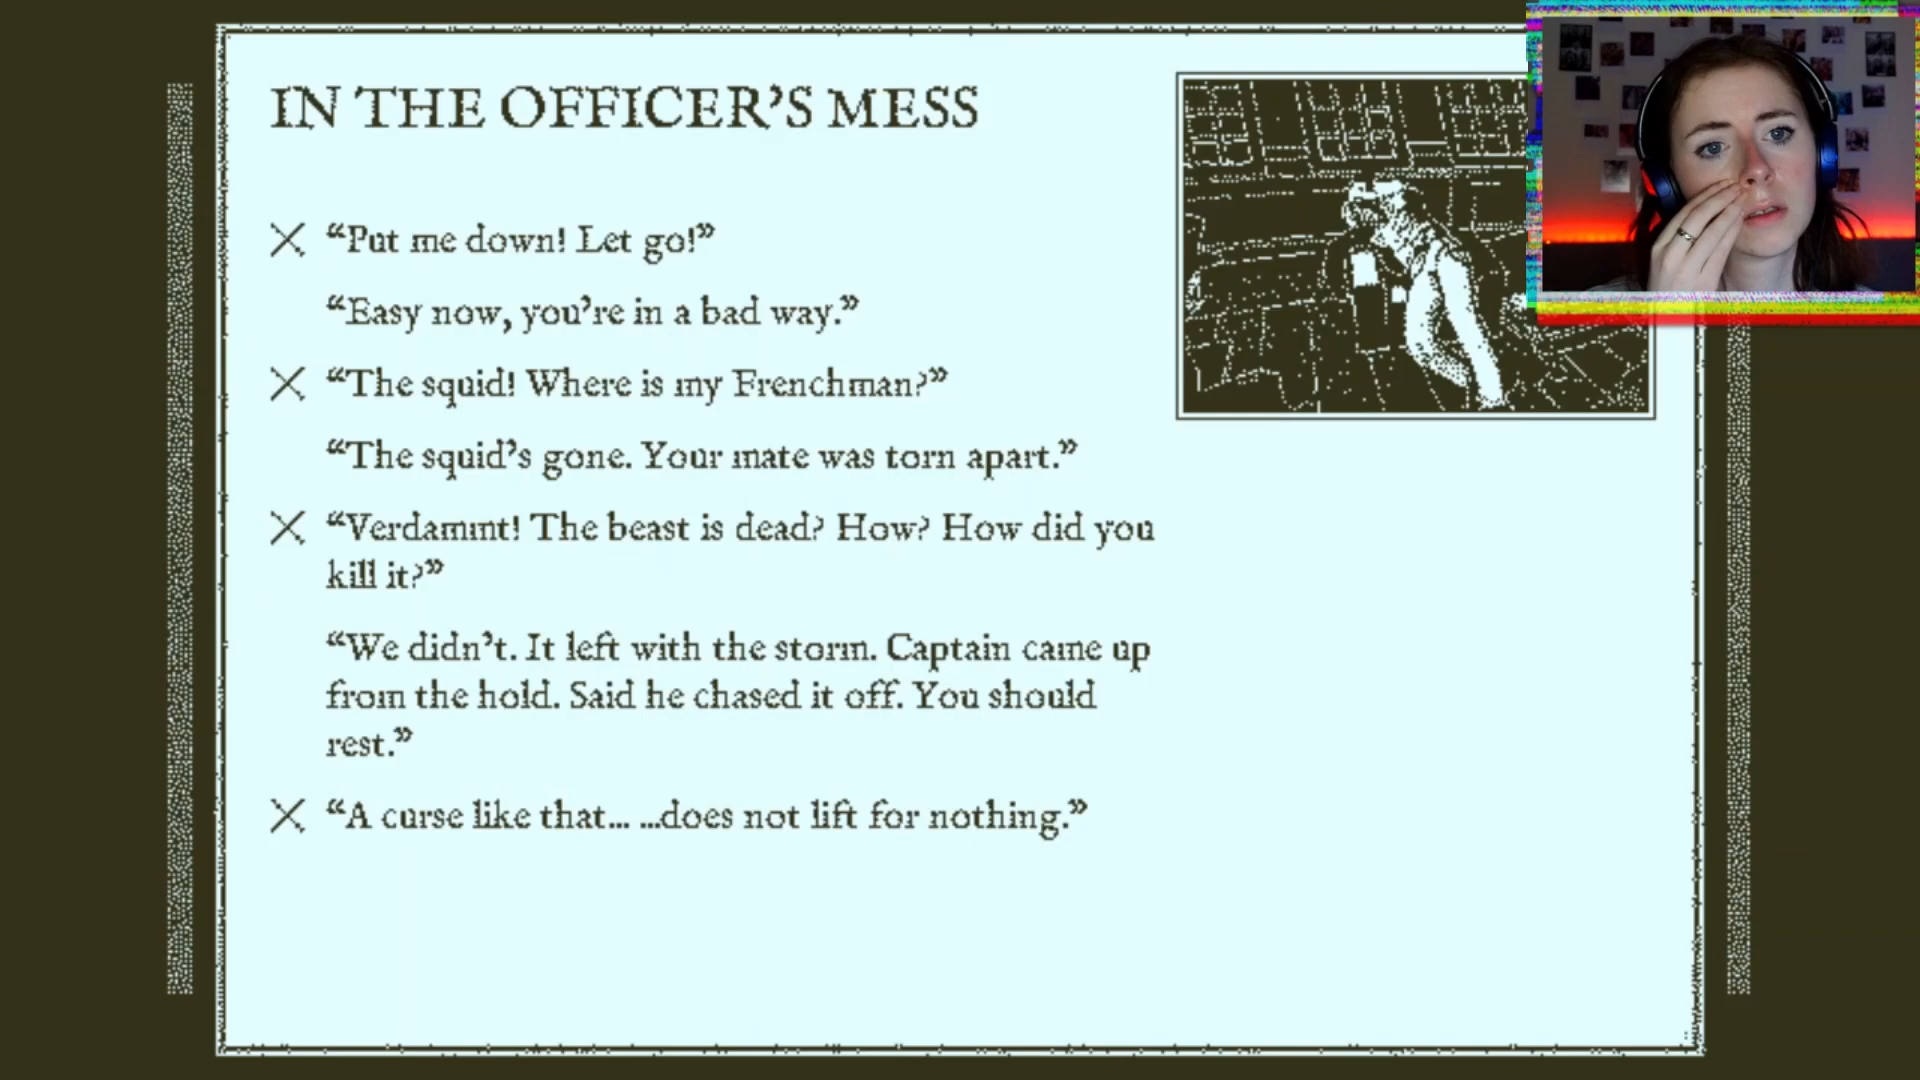 IN THE OFFICER’S MESS
“Put me down! Let go!”
“Easy now, you’re in a bad way.”
“The squid! Where is my Frenchman?”
“The squid’s gone. Your mate was torn apart.”
“Verdammt! The beast is dead? How? How did you
kill it?”
“We didn’t. It left with the storm. Captain came up
from the hold. Said he chased it off. You should
rest.”
“A curse like that... ...does not lift for nothing.”